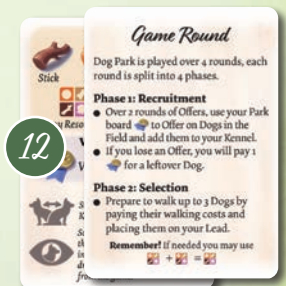 Game Round
Dog Park is played over 4 rounds, each
round is split into 4 phases.
Phase 1: Recruitment
Over 2 rounds of Offers, use your Park
board to Offer on Dogs in the
Field and add them to your Kennel.
If you lose an Offer, you will pay 1
for a leftover Dog.
Phase 2: Selection
Prepare to walk up to 3 Dogs by
paying their walking costs and
placing them on your Lead.
Remember! If needed you may use
+ =
Stick
12